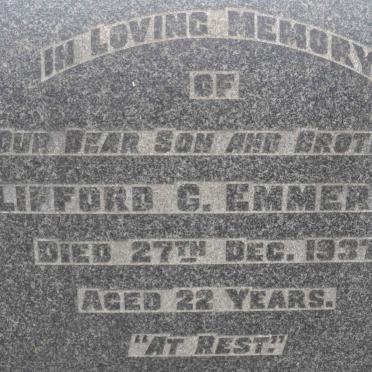 IN LOVING MEMORY
OF
OUR DEAR SON AND BROT
LIFFORD G. EMMER
DIED 27TH DEC. 193
AGED 22 YEARS.
"AT REST."